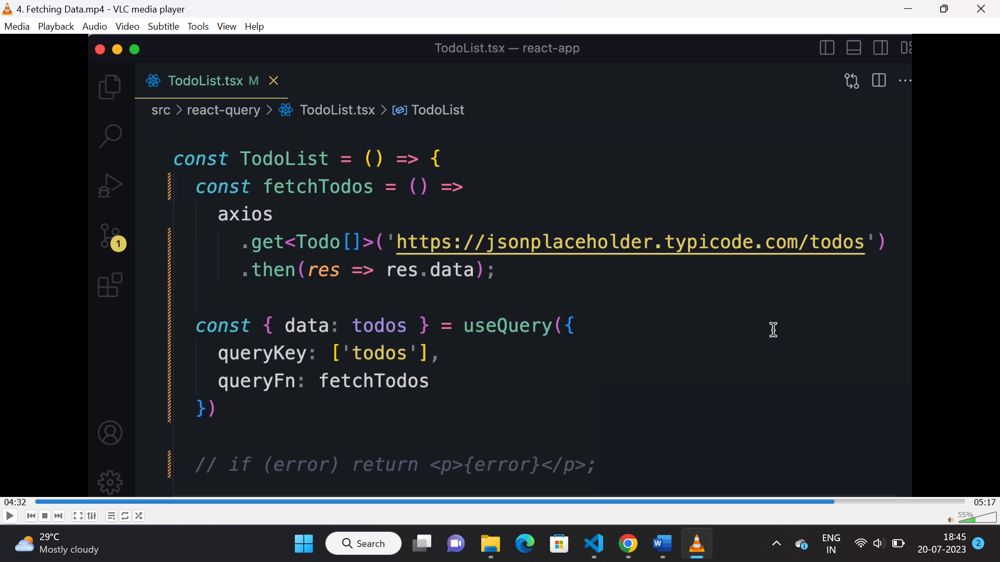 4. Fetching Data.mp4 - VLC media player
Media Playback Audio Video Subtitle Tools View Help
TodoList.tsx — react-app
TodoList.tsx M
src > react-query > TodoList.tsx > TodoList
const TodoList = () => {
const fetchTodos = () =>
axios
.get<Todo[]>('https://jsonplaceholder.typicode.com/todos')
.then(res => res.data);
1
const { data: todos } = useQuery({
queryKey: ['todos'],
queryFn: fetchTodos
})
// if (error) return <p>{error}</p>;
04:32 05:17
55%
29°C
Mostly cloudy
Search
ENG
IN
18:45
20-07-2023
2